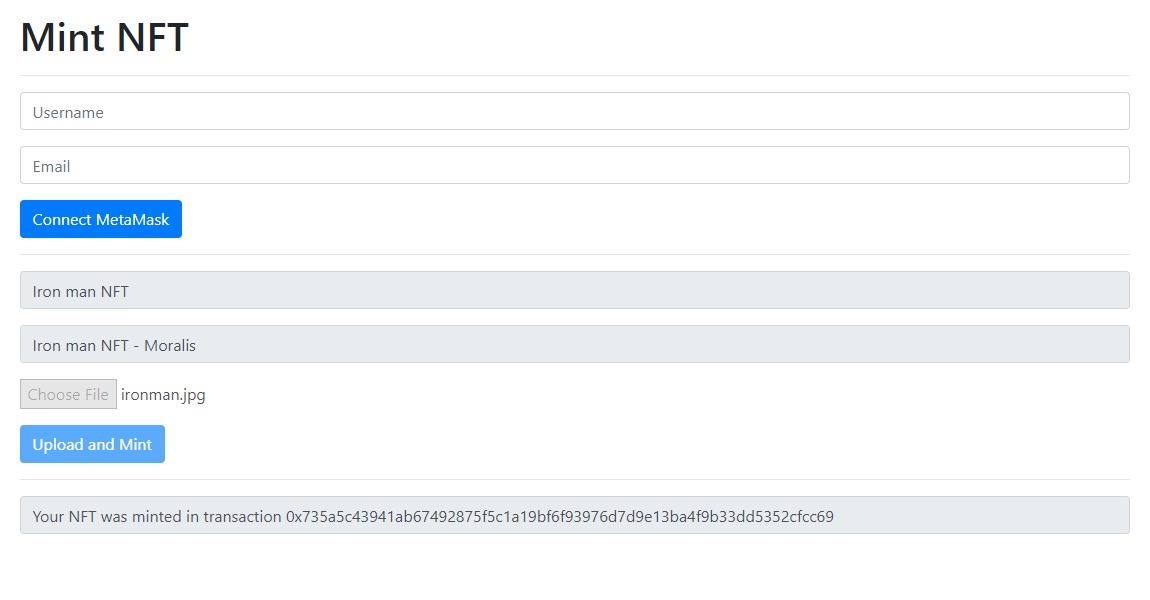 Mint NFT
Username
Email
Connect MetaMask
Iron man NFT
Iron man NFT - Moralis
Choose File ironman.jpg
Upload and Mint
Your NFT was minted in transaction 0x735a5c43941ab67492875f5c1a19bf6f93976d7d9e13ba4f9b33dd5352cfcc69